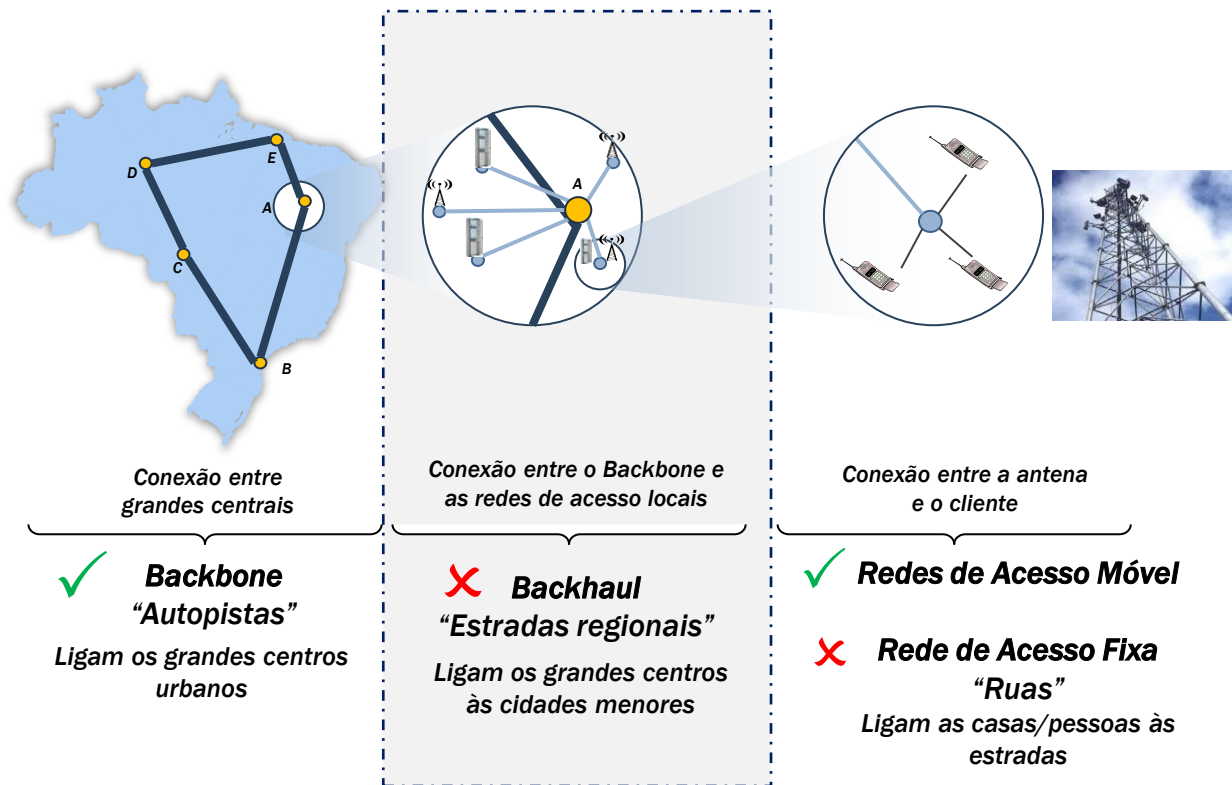 E
D
A
C
B
A
Conexão entre
grandes centrais
Conexão entre o Backbone e
as redes de acesso locais
Conexão entre a antena
e o cliente
Backbone
“Autopistas”
Ligam os grandes centros
urbanos
Backhaul
“Estradas regionais”
Ligam os grandes centros
às cidades menores
Redes de Acesso Móvel
Rede de Acesso Fixa
“Ruas”
Ligam as casas/pessoas às
estradas